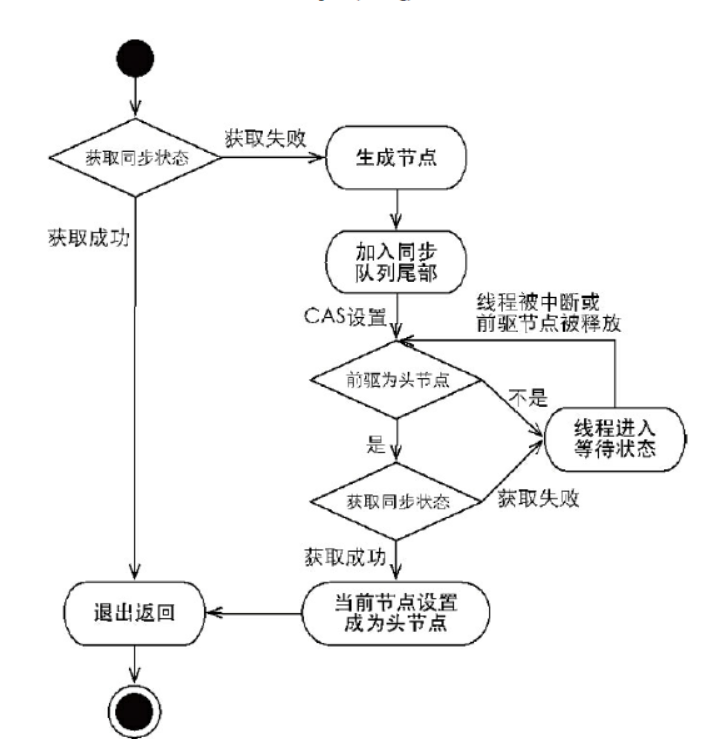 获取同步状态
获取失败
生成节点
获取成功
加入同步
队列尾部
CAS设置
线程被中断或
前驱节点被释放
前驱为头节点
不是
线程进入
等待状态
是
获取同步状态
获取失败
获取成功
退出返回
当前节点设置
成为头节点